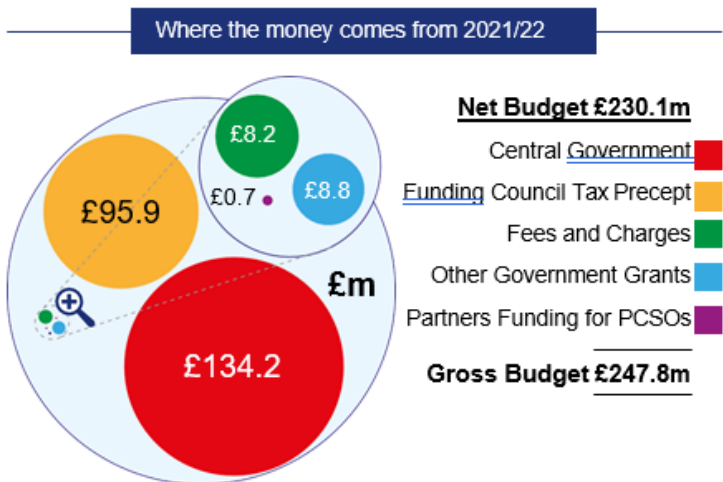 Where the money comes from 2021/22
Net Budget £230.1m
Central Government
Funding Council Tax Precept
Fees and Charges
Other Government Grants
Partners Funding for PCSOs
Gross Budget £247.8m
£8.2
£0.7
£8.8
£95.9
£m
£134.2